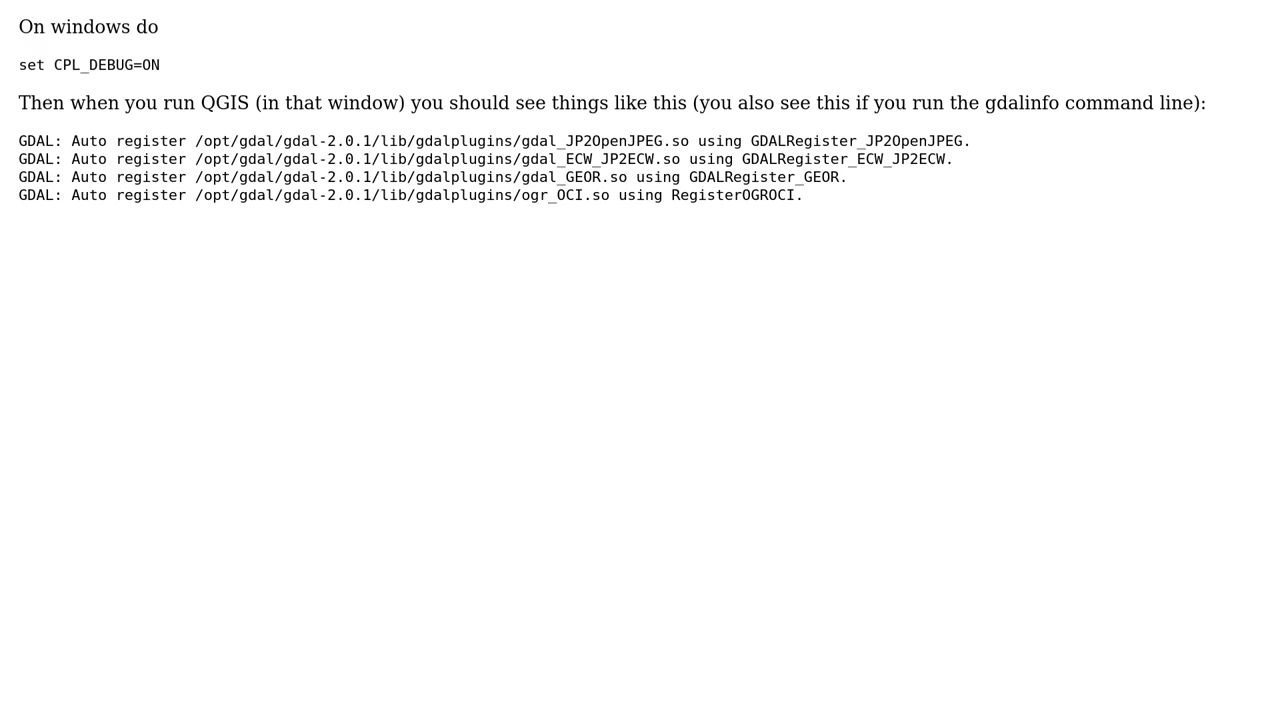 On windows do
set CPL_DEBUG=ON
Then when you run QGIS (in that window) you should see things like this (you also see this if you run the gdalinfo command line):
GDAL: Auto register /opt/gdal/gdal-2.0.1/lib/gdalplugins/gdal_JP2OpenJPEG.so using GDALRegister_JP2OpenJPEG.
GDAL: Auto register /opt/gdal/gdal-2.0.1/lib/gdalplugins/gdal_ECW_JP2ECW.so using GDALRegister_ECW_JP2ECW.
GDAL: Auto register /opt/gdal/gdal-2.0.1/lib/gdalplugins/gdal_GEOR.so using GDALRegister_GEOR.
GDAL: Auto register /opt/gdal/gdal-2.0.1/lib/gdalplugins/ogr_OCI.so using RegisterOGROCI.